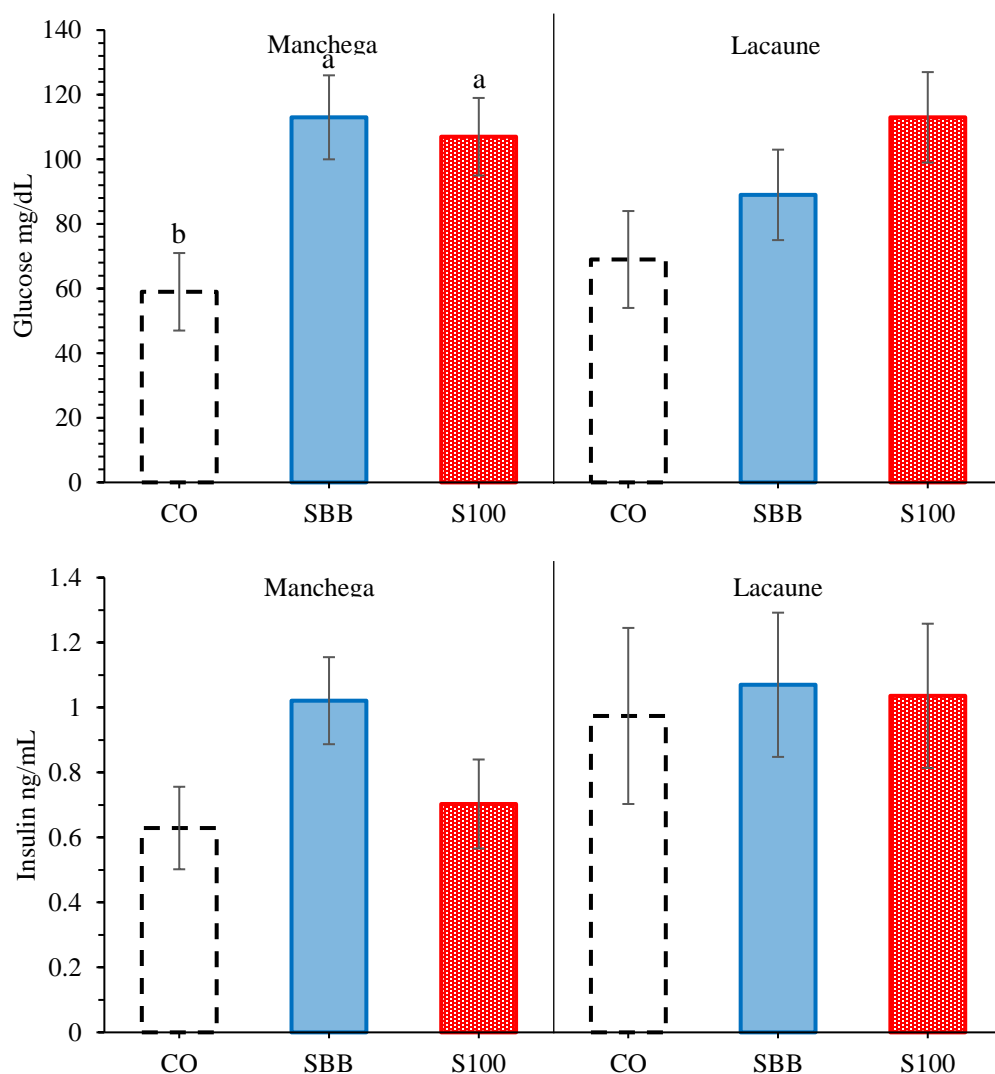 140
120
100
80
60
40
20
0
Glucose mg/dL
Manchega
Lacaune
b
a
a
CO
SBB
S100
CO
SBB
S100
1.4
1.2
1
0.8
0.6
0.4
0.2
0
Insulin ng/mL
Manchega
Lacaune
CO
SBB
S100
CO
SBB
S100